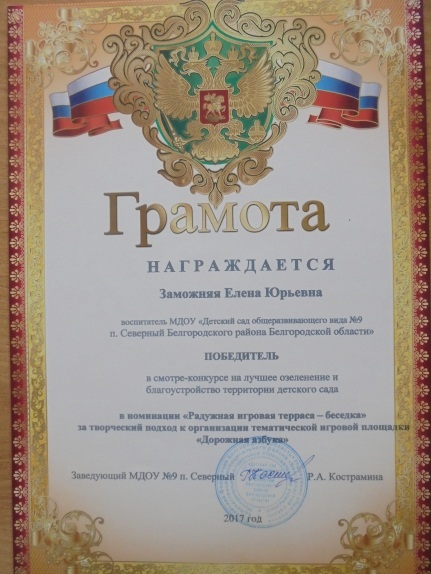 Грамота
НАГРАЖДАЕТСЯ
Заможняя Елена Юрьевна
воспитатель МДОУ «Детский сад общеразвивающего вида №9
п. Северный Белгородского района Белгородской области»
ПОБЕДИТЕЛЬ
в смотре-конкурсе на лучшее озеленение и
благоустройство территории детского сада
в номинации «Радужная игровая терраса – беседка»
за творческий подход к организации тематической игровой площадки
«Дорожная азбука»
Заведующий МДОУ №9 п. Северный Р.А. Кострамина
2017 год